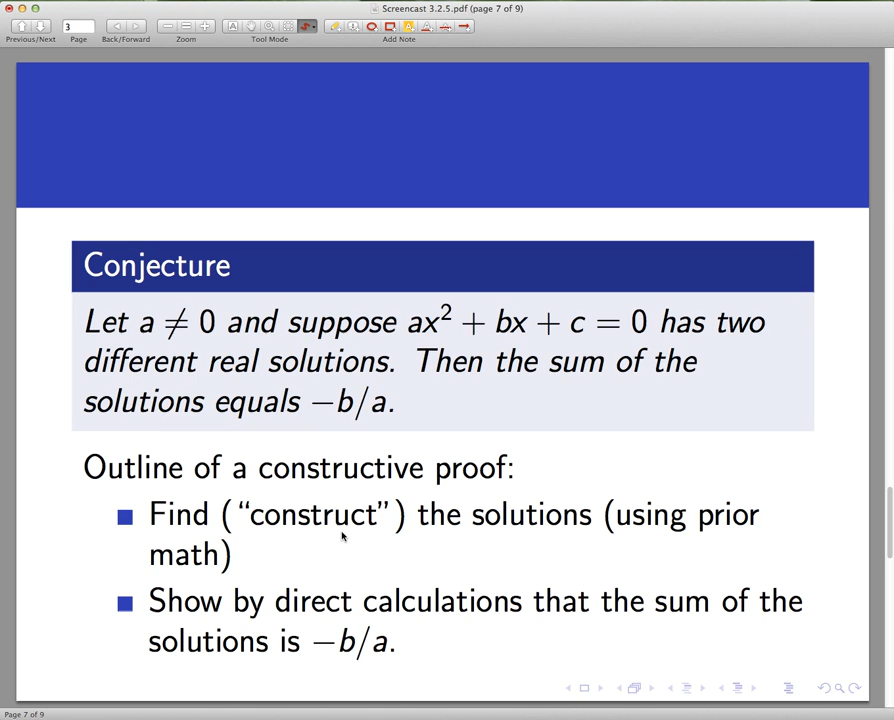 Screencast 3.2.5.pdf (page 7 of 9)
3
Previous/Next Page Back/Forward Zoom Tool Mode Add Note
Conjecture
Let a ≠ 0 and suppose ax² + bx + c = 0 has two
different real solutions. Then the sum of the
solutions equals −b/a.
Outline of a constructive proof:
Find (“construct”) the solutions (using prior
math)
Show by direct calculations that the sum of the
solutions is −b/a.
Page 7 of 9